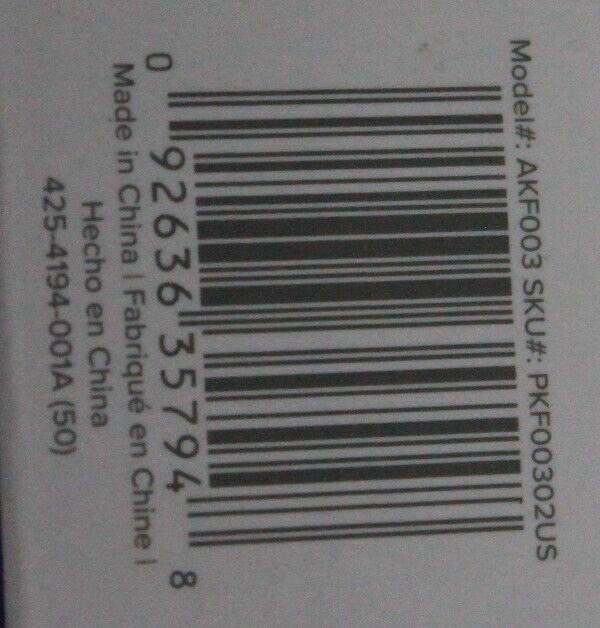 Model#: AKF003 SKU#: PKF00302US
0 92636 35794 8
Made in China | Fabriqué en Chine |
Hecho en China
425-4194-001A (50)